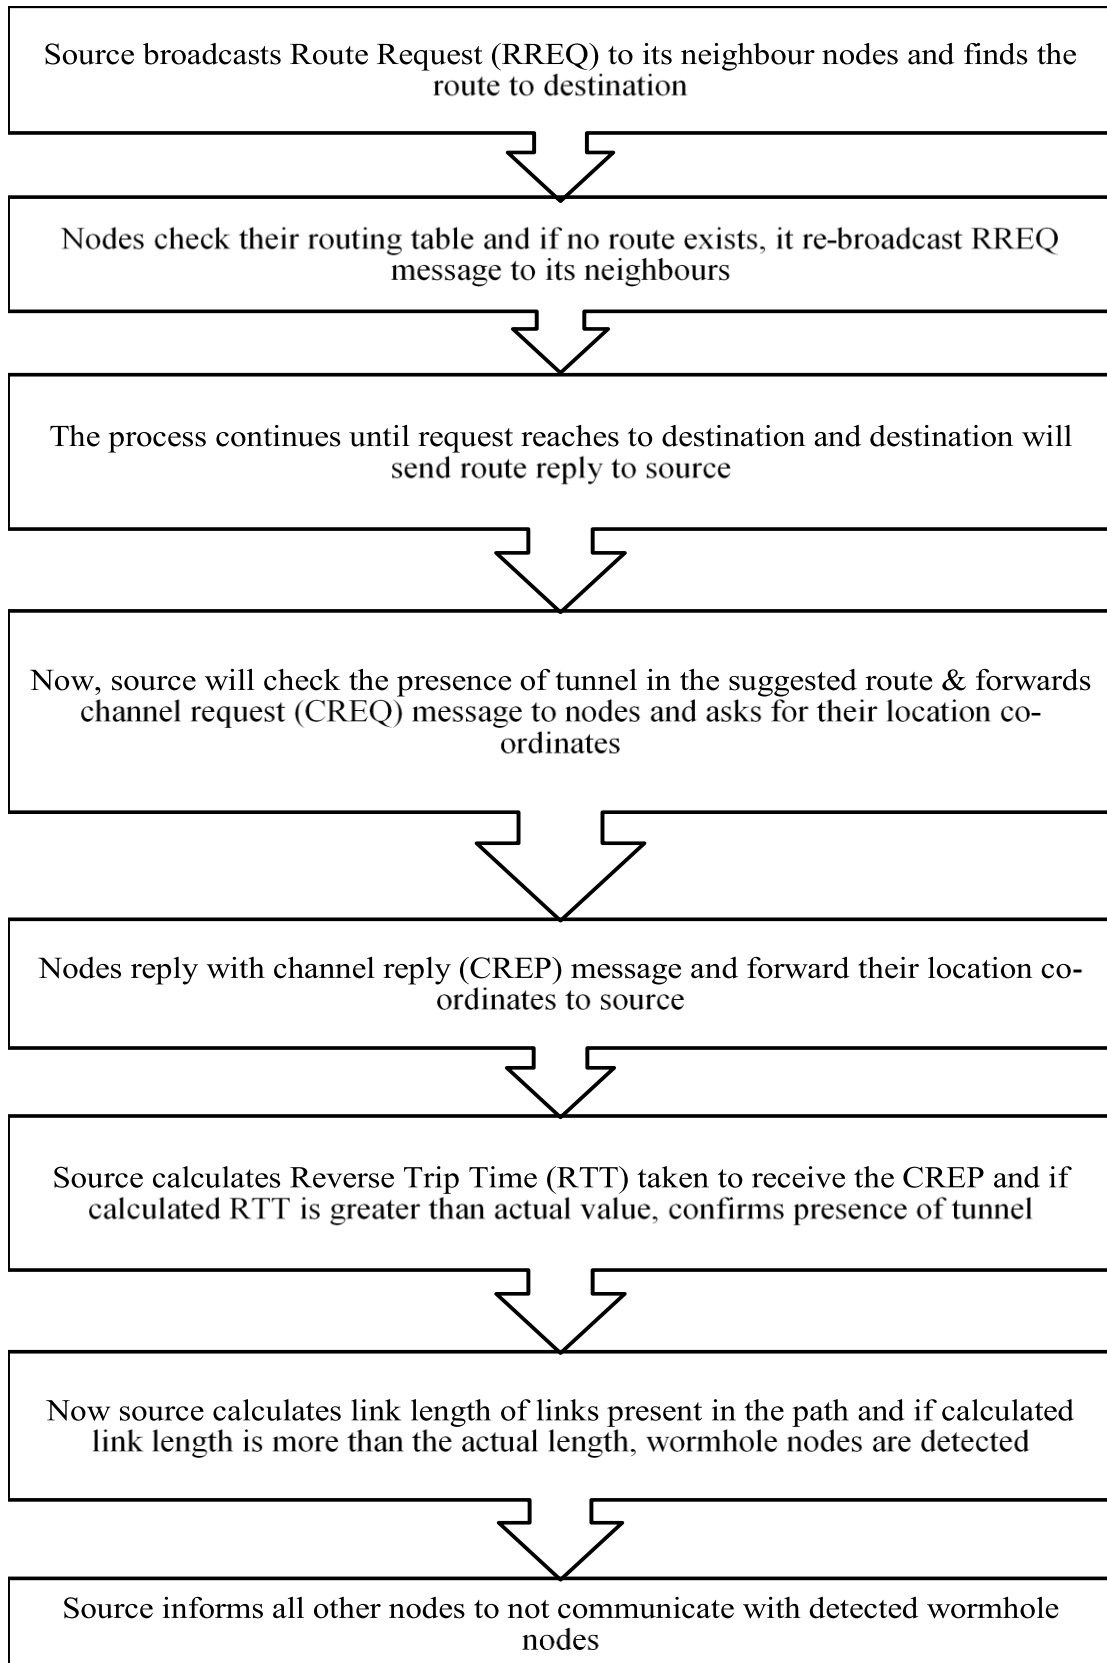 Source broadcasts Route Request (RREQ) to its neighbour nodes and finds the
route to destination
Nodes check their routing table and if no route exists, it re-broadcast RREQ
message to its neighbours
The process continues until request reaches to destination and destination will
send route reply to source
Now, source will check the presence of tunnel in the suggested route & forwards
channel request (CREQ) message to nodes and asks for their location co-
ordinates
Nodes reply with channel reply (CREP) message and forward their location co-
ordinates to source
Source calculates Reverse Trip Time (RTT) taken to receive the CREP and if
calculated RTT is greater than actual value, confirms presence of tunnel
Now source calculates link length of links present in the path and if calculated
link length is more than the actual length, wormhole nodes are detected
Source informs all other nodes to not communicate with detected wormhole
nodes